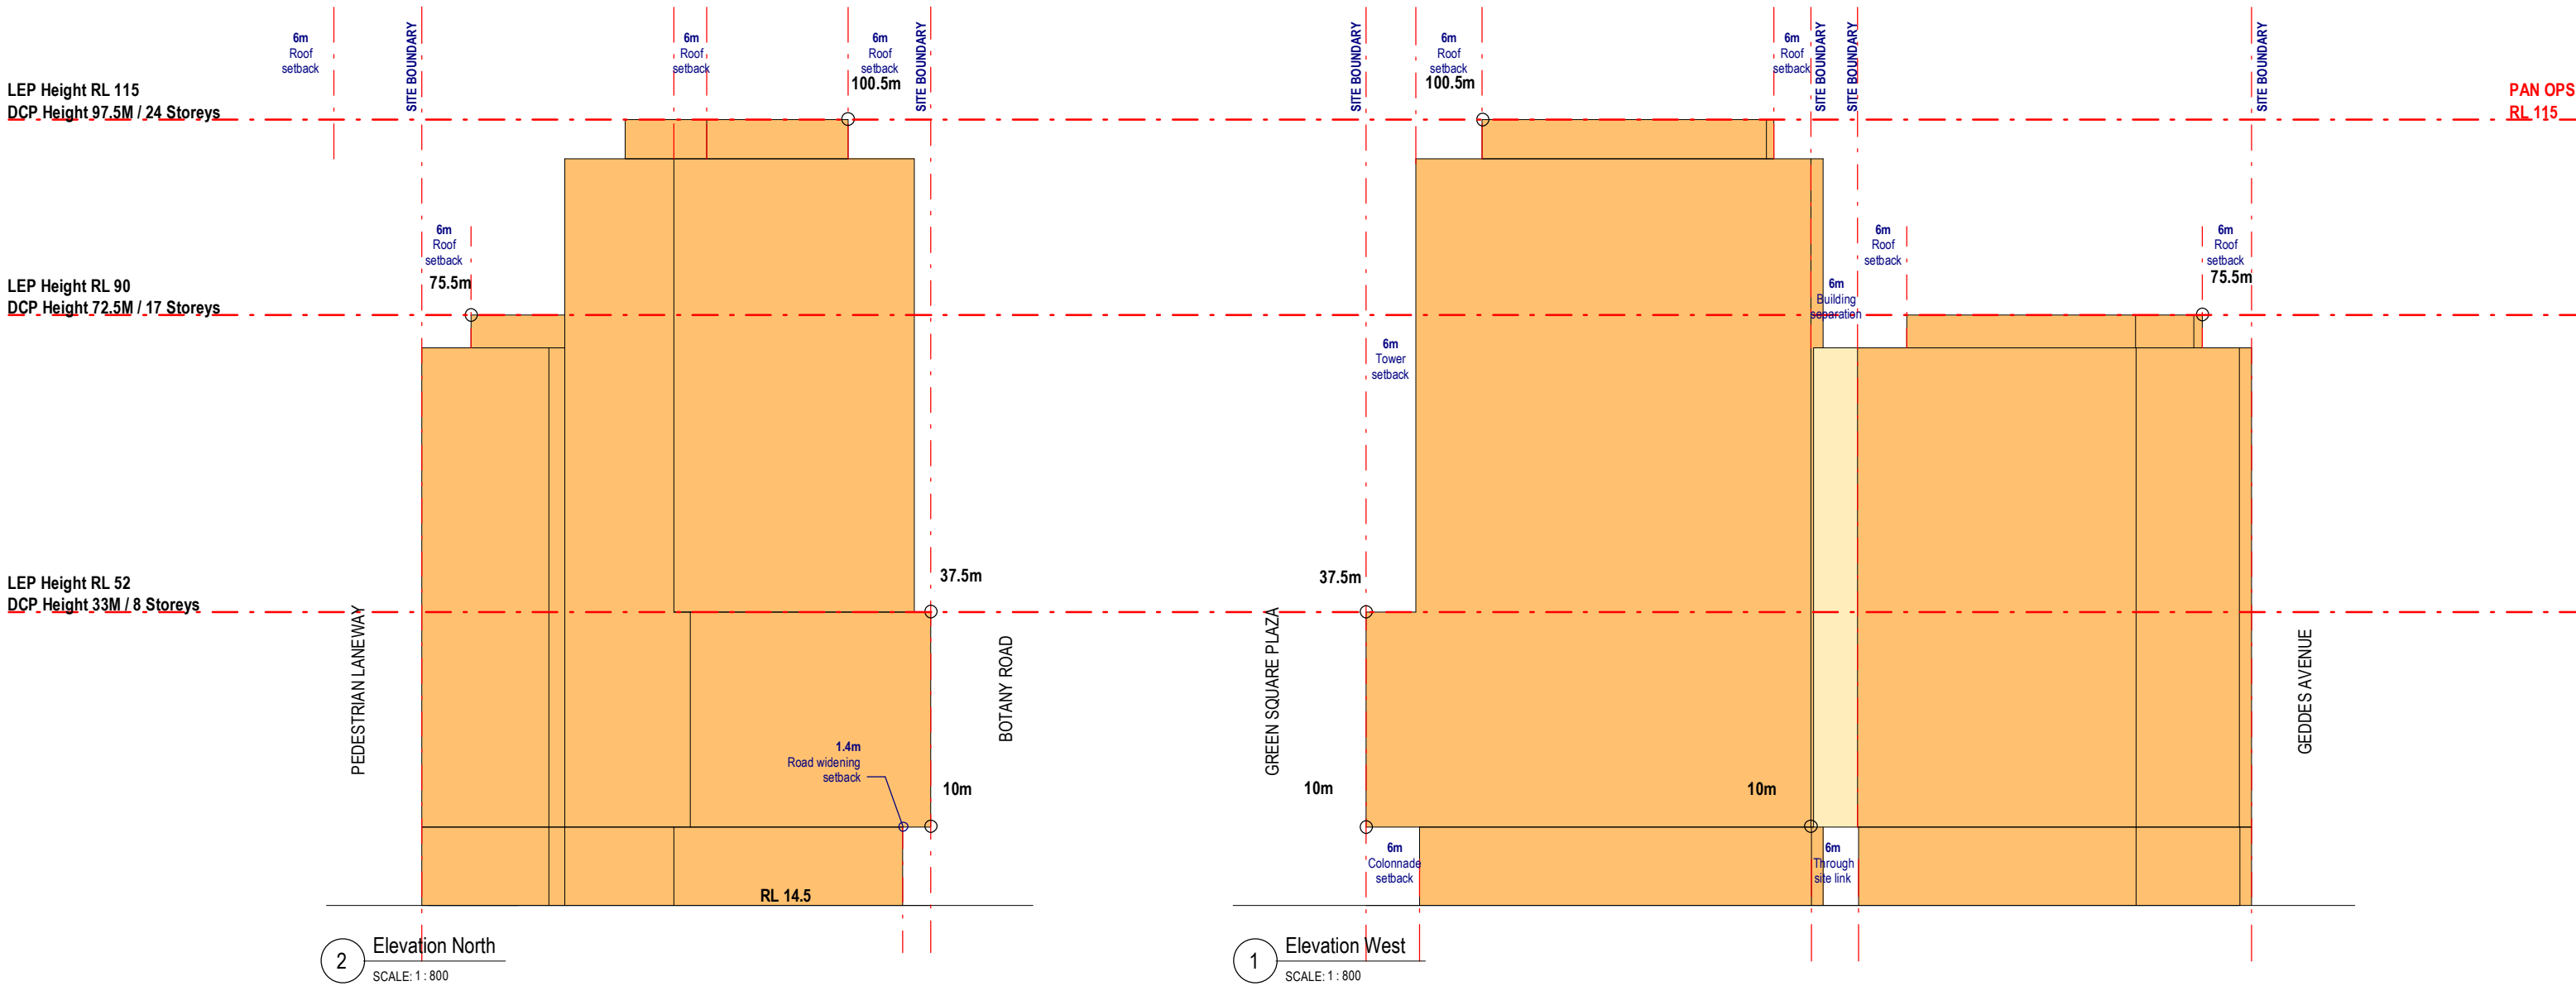 6m
Roof
setback
SITE BOUNDARY
6m
Roof
setback
6m
Roof
setback
100.5m
SITE BOUNDARY
SITE BOUNDARY
6m
Roof
setback
100.5m
6m
Roof
setback
SITE BOUNDARY
SITE BOUNDARY
SITE BOUNDARY
LEP Height RL 115
DCP Height 97.5M / 24 Storeys
PAN OPS
RL 115
6m
Roof
setback
75.5m
6m
Roof
setback
6m
Roof
setback
75.5m
LEP Height RL 90
DCP Height 72.5M / 17 Storeys
6m
Building
separation
6m
Tower
setback
LEP Height RL 52
DCP Height 33M / 8 Storeys
37.5m
37.5m
PEDESTRIAN LANEWAY
BOTANY ROAD
GREEN SQUARE PLAZA
GEDDES AVENUE
1.4m
Road widening
setback
10m
10m
10m
6m
Colonnade
setback
6m
Through
site link
RL 14.5
2
Elevation North
SCALE: 1 : 800
1
Elevation West
SCALE: 1 : 800